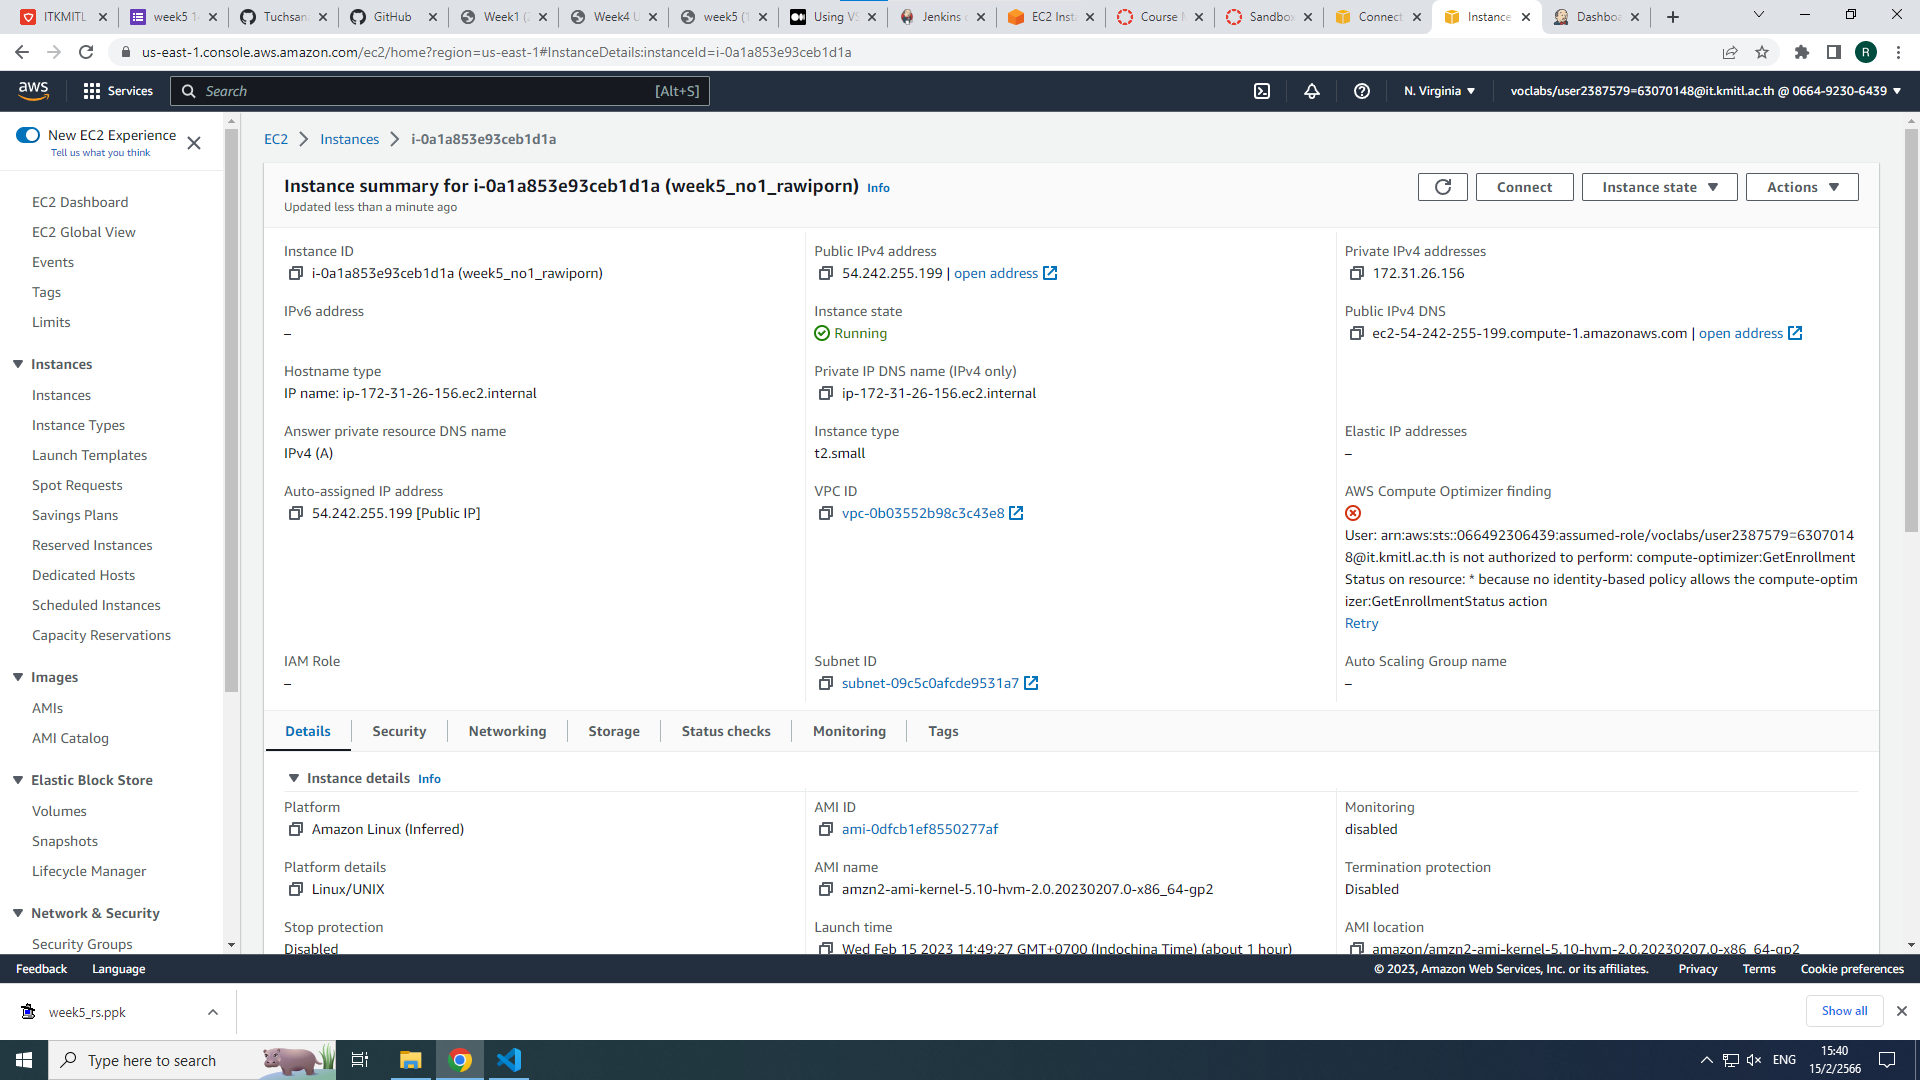 ITKMITL
week5 1
Tuchsan
GitHub
Week1 (2
Week4 U
week5 (1
Using VS
Jenkins
EC2 Inst
Course M
Sandbox
Connect
Instance
Dashbo
us-east-1.console.aws.amazon.com/ec2/home?region=us-east-1#InstanceDetails:instanceId=i-0a1a853e93ceb1d1a
R
aws
Services
Search
[Alt+S]
N. Virginia
voclabs/user2387579=63070148@it.kmitl.ac.th @ 0664-9230-6439
New EC2 Experience
Tell us what you think
EC2 Dashboard
EC2 Global View
Events
Tags
Limits
Instances
Instances
Instance Types
Launch Templates
Spot Requests
Savings Plans
Reserved Instances
Dedicated Hosts
Scheduled Instances
Capacity Reservations
Images
AMIs
AMI Catalog
Elastic Block Store
Volumes
Snapshots
Lifecycle Manager
Network & Security
Security Groups
EC2 > Instances > i-0a1a853e93ceb1d1a
Instance summary for i-0a1a853e93ceb1d1a (week5_no1_rawiporn) Info
Updated less than a minute ago
Connect
Instance state
Actions
Instance ID
i-0a1a853e93ceb1d1a (week5_no1_rawiporn)
Public IPv4 address
54.242.255.199 | open address
Private IPv4 addresses
172.31.26.156
IPv6 address
–
Instance state
Running
Public IPv4 DNS
ec2-54-242-255-199.compute-1.amazonaws.com | open address
Hostname type
IP name: ip-172-31-26-156.ec2.internal
Private IP DNS name (IPv4 only)
ip-172-31-26-156.ec2.internal
Answer private resource DNS name
IPv4 (A)
Instance type
t2.small
Elastic IP addresses
–
Auto-assigned IP address
54.242.255.199 [Public IP]
VPC ID
vpc-0b03552b98c3c43e8
AWS Compute Optimizer finding
User: arn:aws:sts::066492306439:assumed-role/voclabs/user2387579=6307014
8@it.kmitl.ac.th is not authorized to perform: compute-optimizer:GetEnrollment
Status on resource: * because no identity-based policy allows the compute-optim
izer:GetEnrollmentStatus action
Retry
IAM Role
–
Subnet ID
subnet-09c5c0afcde9531a7
Auto Scaling Group name
–
Details
Security
Networking
Storage
Status checks
Monitoring
Tags
Instance details Info
Platform
Amazon Linux (Inferred)
AMI ID
ami-0dfcb1ef8550277af
Monitoring
disabled
Platform details
Linux/UNIX
AMI name
amzn2-ami-kernel-5.10-hvm-2.0.20230207.0-x86_64-gp2
Termination protection
Disabled
Stop protection
Disabled
Launch time
Wed Feb 15 2023 14:49:27 GMT+0700 (Indochina Time) (about 1 hour)
AMI location
amazon/amzn2-ami-kernel-5.10-hvm-2.0.20230207.0-x86_64-gp2
Feedback
Language
© 2023, Amazon Web Services, Inc. or its affiliates.
Privacy
Terms
Cookie preferences
week5_rs.ppk
Show all
Type here to search
ENG
15:40
15/2/2566